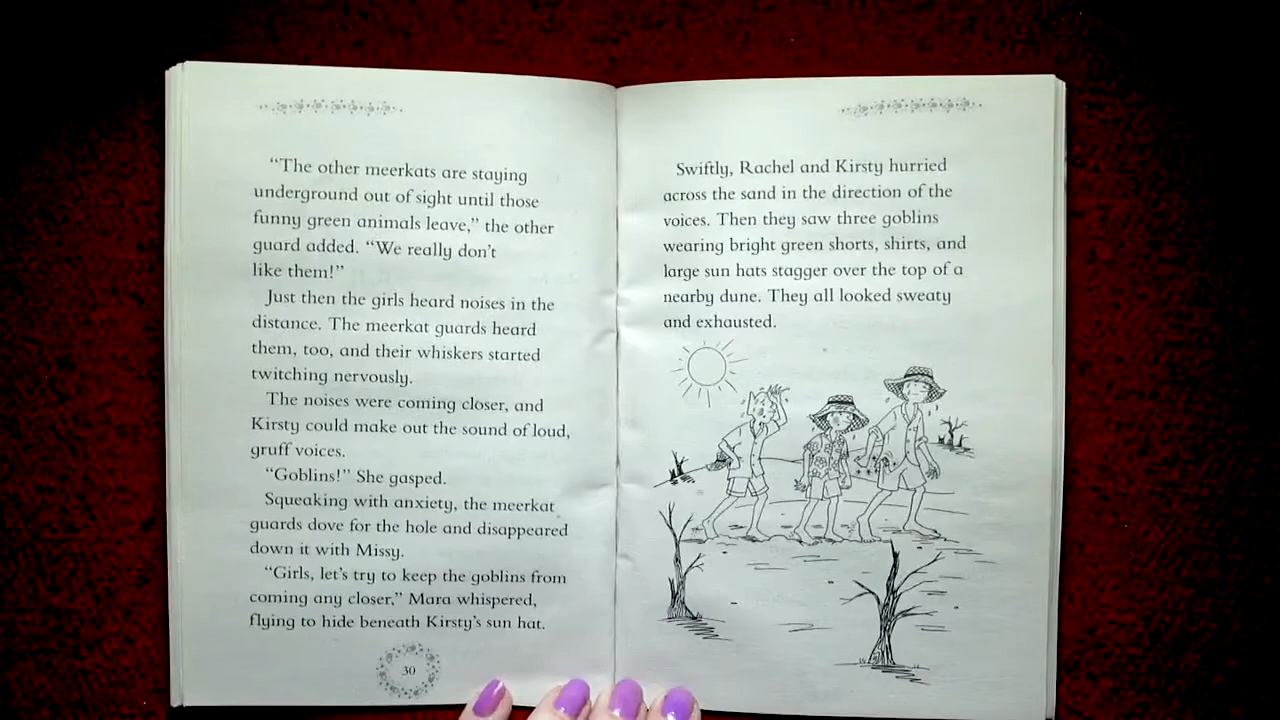 “The other meerkats are staying
underground out of sight until those
funny green animals leave,” the other
guard added. “We really don’t
like them!”
Just then the girls heard noises in the
distance. The meerkat guards heard
them, too, and their whiskers started
twitching nervously.
The noises were coming closer, and
Kirsty could make out the sound of loud,
gruff voices.
“Goblins!” She gasped.
Squeaking with anxiety, the meerkat
guards dove for the hole and disappeared
down it with Missy.
“Girls, let’s try to keep the goblins from
coming any closer,” Mara whispered,
flying to hide beneath Kirsty’s sun hat.
30
Swiftly, Rachel and Kirsty hurried
across the sand in the direction of the
voices. Then they saw three goblins
wearing bright green shorts, shirts, and
large sun hats stagger over the top of a
nearby dune. They all looked sweaty
and exhausted.